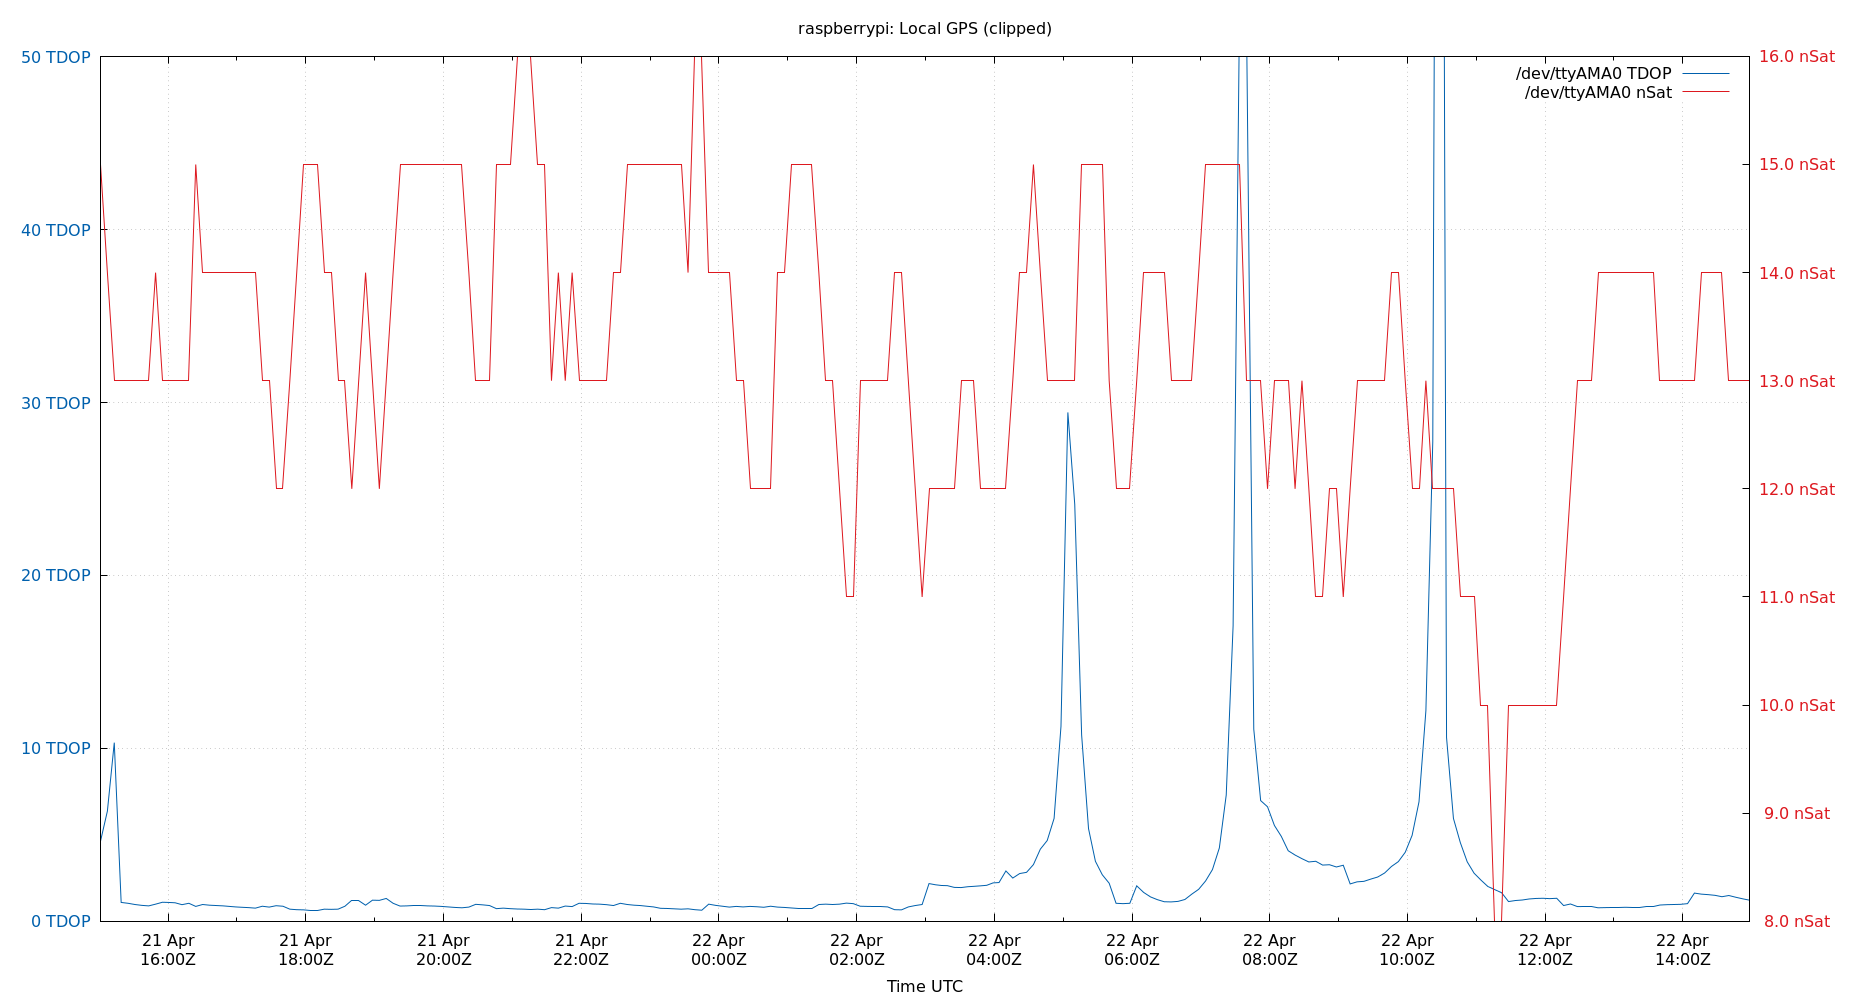 raspberrypi: Local GPS (clipped)
50 TDOP
40 TDOP
30 TDOP
20 TDOP
10 TDOP
0 TDOP
16.0 nSat
15.0 nSat
14.0 nSat
13.0 nSat
12.0 nSat
11.0 nSat
10.0 nSat
9.0 nSat
8.0 nSat
/dev/ttyAMA0 TDOP
/dev/ttyAMA0 nSat
21 Apr
16:00Z
21 Apr
18:00Z
21 Apr
20:00Z
21 Apr
22:00Z
22 Apr
00:00Z
22 Apr
02:00Z
22 Apr
04:00Z
22 Apr
06:00Z
22 Apr
08:00Z
22 Apr
10:00Z
22 Apr
12:00Z
22 Apr
14:00Z
Time UTC